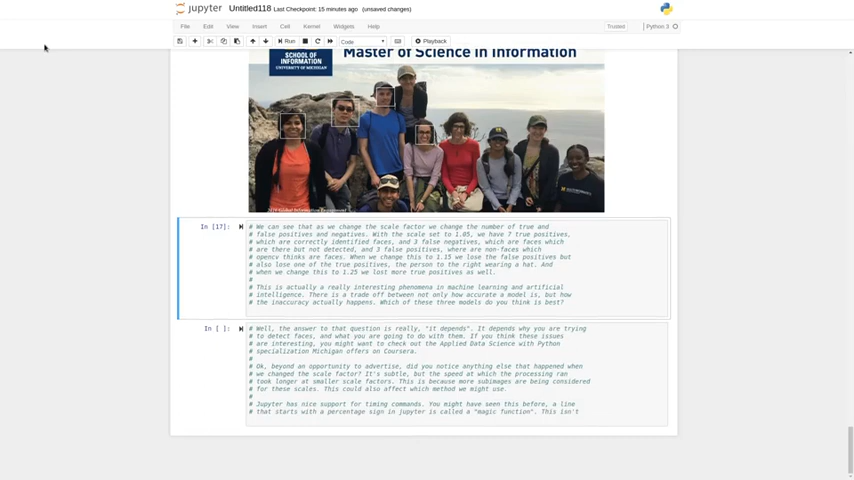 jupyter Untitled118 Last Checkpoint: 15 minutes ago (unsaved changes)
File Edit View Insert Cell Kernel Widgets Help Trusted Python 3
Run Code Playback
SCHOOL OF
INFORMATION
UNIVERSITY OF MICHIGAN
Master of Science in Information
In [17]:
# We can see that as we change the scale factor we change the number of true and
# false positives and negatives. With the scale set to 1.05, we have 7 true positives,
# which are correctly identified faces, and 3 false negatives, which are faces which
# are there but not detected, and 3 false positives, where are non-faces which
# opencv thinks are faces. When we change this to 1.15 we lose the false positives but
# also lose one of the true positives, the person to the right wearing a hat. And
# when we change this to 1.25 we lost more true positives as well.
#
# This is actually a really interesting phenomena in machine learning and artificial
# intelligence. There is a trade off between not only how accurate a model is, but how
# the inaccuracy actually happens. Which of these three models do you think is best?
In [ ]:
# Well, the answer to that question is really, "it depends". It depends why you are trying
# to detect faces, and what you are going to do with them. If you think these issues
# are interesting, you might want to check out the Applied Data Science with Python
# specialization Michigan offers on Coursera.
#
# Ok, beyond an opportunity to advertise, did you notice anything else that happened when
# we changed the scale factor? It's subtle, but the speed at which the processing ran
# took longer at smaller scale factors. This is because more subimages are being considered
# for these scales. This could also affect which method we might use.
#
# Jupyter has nice support for timing commands. You might have seen this before, a line
# that starts with a percentage sign in jupyter is called a "magic function". This isn't